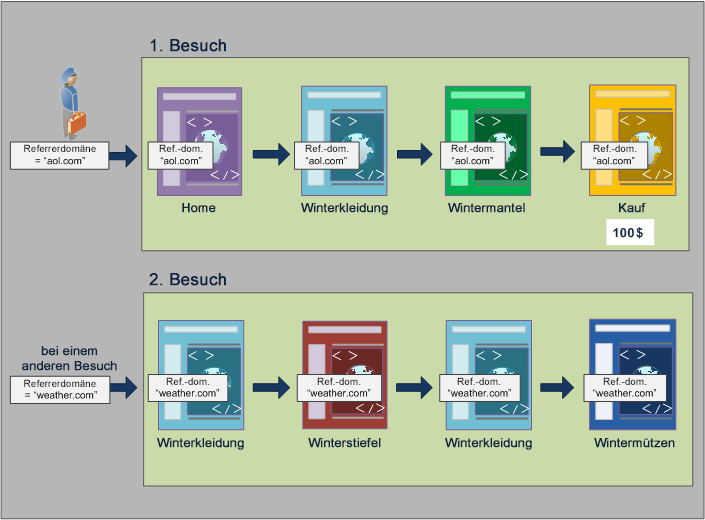 1. Besuch
Referrerdomäne
= “aol.com”
Ref.-dom.
“aol.com”
Ref.-dom.
“aol.com”
Ref.-dom.
“aol.com”
Ref.-dom.
“aol.com”
< >
</>
< >
</>
< >
</>
< >
</>
Home
Winterkleidung
Wintermantel
Kauf
100$
2. Besuch
bei einem
anderen Besuch
Referrerdomäne
= “weather.com”
Ref.-dom.
“weather.com”
Ref.-dom.
“weather.com”
Ref.-dom.
“weather.com”
Ref.-dom.
“weather.com”
< >
</>
< >
</>
< >
</>
< >
</>
Winterkleidung
Winterstiefel
Winterkleidung
Wintermützen